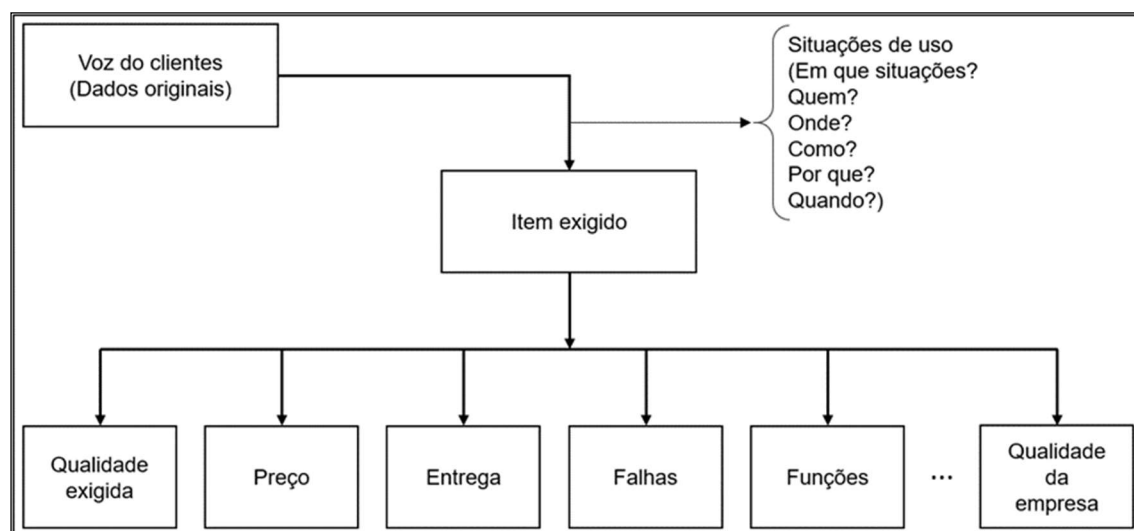 Voz do clientes
(Dados originais)
Situações de uso
(Em que situações?
Quem?
Onde?
Como?
Por que?
Quando?)
Item exigido
Qualidade
exigida
Preço
Entrega
Falhas
Funções
...
Qualidade
da
empresa